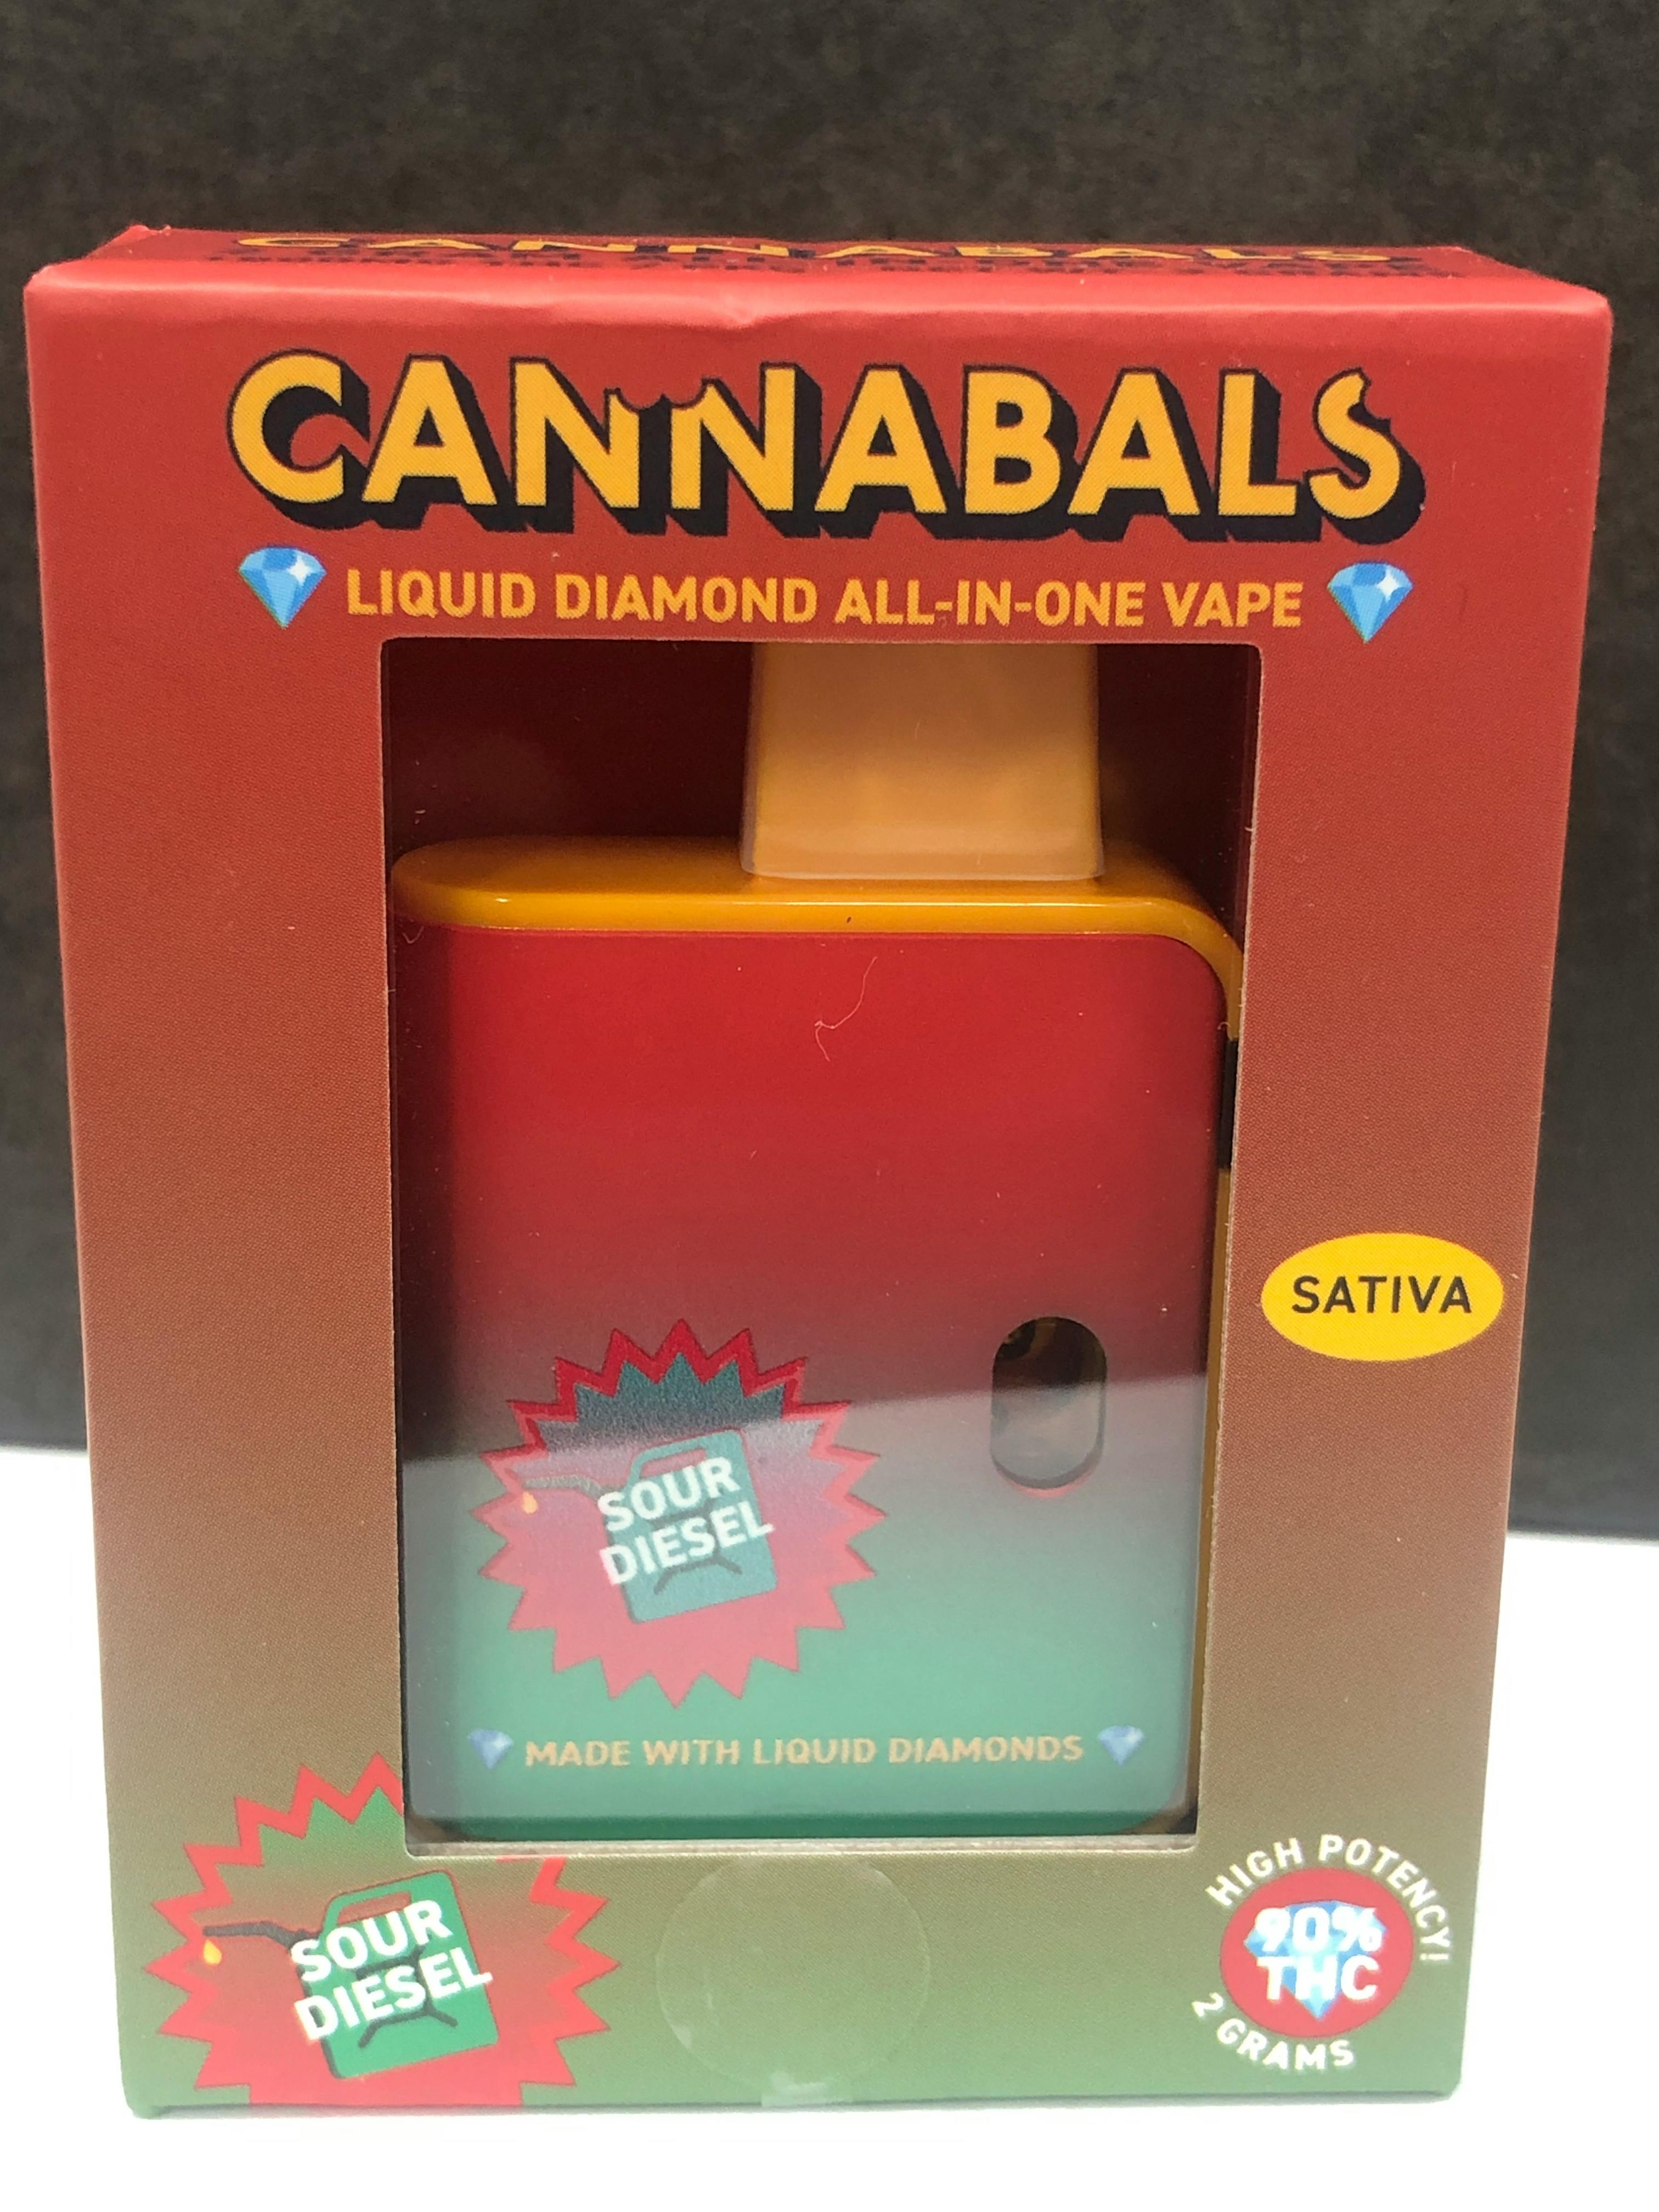 CANNABALS
CANNABALS
LIQUID DIAMOND ALL-IN-ONE VAPE
SATIVA
SOUR
DIESEL
MADE WITH LIQUID DIAMONDS
SOUR
DIESEL
HIGH POTENCY!
90%
THC
2 GRAMS